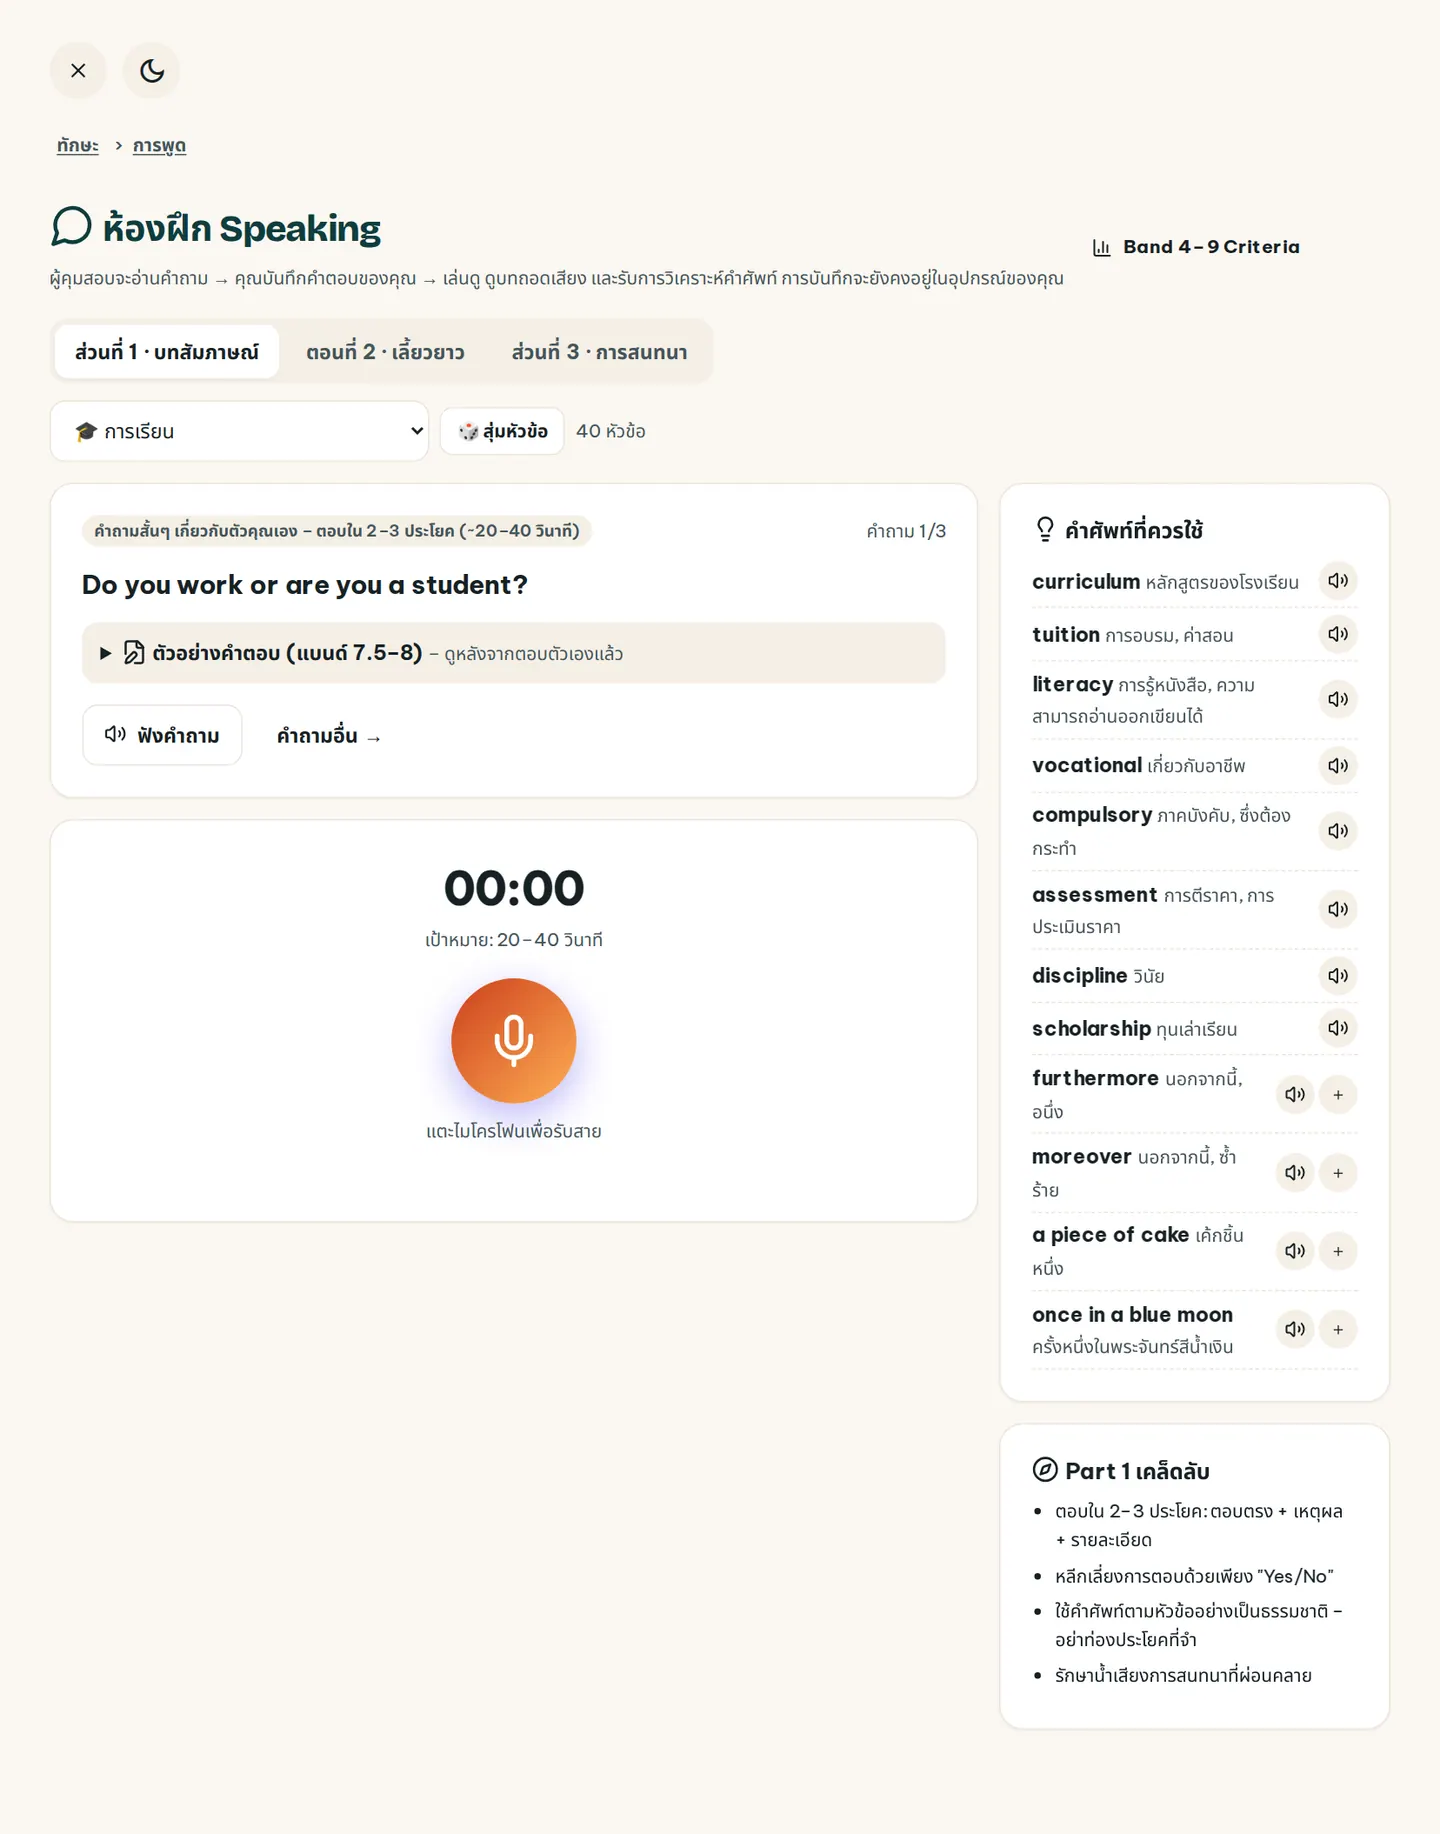 ทักษะ › การพูด
ห้องฝึก Speaking
ผู้คุมสอบจะอ่านคำถาม → คุณบันทึกคำตอบของคุณ → เล่นดู ดูบทถอดเสียง และรับการวิเคราะห์คำศัพท์ การบันทึกจะยังคงอยู่ในอุปกรณ์ของคุณ
Band 4–9 Criteria
ส่วนที่ 1 · บทสัมภาษณ์
ตอนที่ 2 · เลี้ยวยาว
ส่วนที่ 3 · การสนทนา
🎓 การเรียน
🎲 สุ่มหัวข้อ
40 หัวข้อ
คำถามสั้นๆ เกี่ยวกับตัวคุณเอง – ตอบใน 2–3 ประโยค (~20–40 วินาที)
คำถาม 1/3
Do you work or are you a student?
▶ ตัวอย่างคำตอบ (แบนด์ 7.5–8) – ดูหลังจากตอบตัวเองแล้ว
ฟังคำถาม
คำถามอื่น →
00:00
เป้าหมาย: 20–40 วินาที
แตะไมโครโฟนเพื่อรับสาย
คำศัพท์ที่ควรใช้
curriculum หลักสูตรของโรงเรียน
tuition การอบรม, ค่าสอน
literacy การรู้หนังสือ, ความ
สามารถอ่านออกเขียนได้
vocational เกี่ยวกับอาชีพ
compulsory ภาคบังคับ, ซึ่งต้อง
กระทำ
assessment การตีราคา, การ
ประเมินราคา
discipline วินัย
scholarship ทุนเล่าเรียน
furthermore นอกจากนี้,
อนึ่ง
+
moreover นอกจากนี้, ซ้ำ
ร้าย
+
a piece of cake เค้กชิ้น
หนึ่ง
+
once in a blue moon
ครั้งหนึ่งในพระจันทร์สีน้ำเงิน
+
Part 1 เคล็ดลับ
• ตอบใน 2–3 ประโยค: ตอบตรง + เหตุผล
+ รายละเอียด
• หลีกเลี่ยงการตอบด้วยเพียง "Yes/No"
• ใช้คำศัพท์ตามหัวข้ออย่างเป็นธรรมชาติ –
อย่าท่องประโยคที่จำ
• รักษาน้ำเสียงการสนทนาที่ผ่อนคลาย